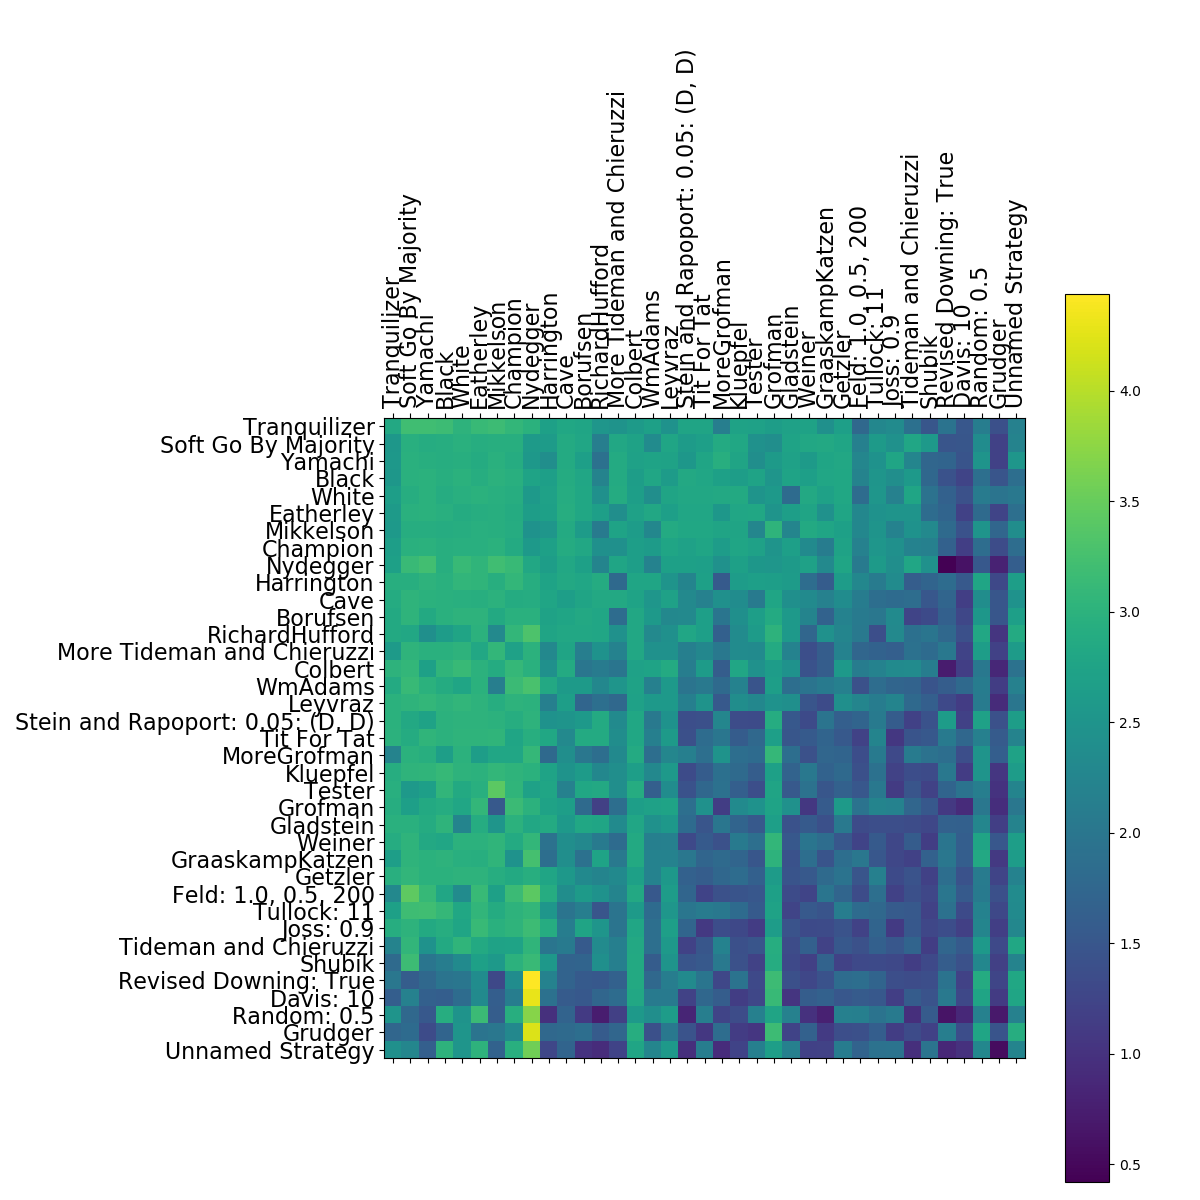 Tranquilizer
Soft Go By Majority
Yamachi
Black
White
Eatherley
Mikkelson
Champion
Nydegger
Harrington
Cave
Borufsen
RichardHufford
More Tideman and Chieruzzi
Colbert
WmAdams
Leyvraz
Stein and Rapoport: 0.05: (D, D)
Tit For Tat
MoreGrofman
Kluepfel
Tester
Grofman
Gladstein
Weiner
GraaskampKatzen
Getzler
Feld: 1.0, 0.5, 200
Tullock: 11
Joss: 0.9
Tideman and Chieruzzi
Shubik
Revised Downing: True
Davis: 10
Random: 0.5
Grudger
Unnamed Strategy
Tranquilizer
Soft Go By Majority
Yamachi
Black
White
Eatherley
Mikkelson
Champion
Nydegger
Harrington
Cave
Borufsen
RichardHufford
More Tideman and Chieruzzi
Colbert
WmAdams
Leyvraz
Stein and Rapoport: 0.05: (D, D)
Tit For Tat
MoreGrofman
Kluepfel
Tester
Grofman
Gladstein
Weiner
GraaskampKatzen
Getzler
Feld: 1.0, 0.5, 200
Tullock: 11
Joss: 0.9
Tideman and Chieruzzi
Shubik
Revised Downing: True
Davis: 10
Random: 0.5
Grudger
Unnamed Strategy
4.0
3.5
3.0
2.5
2.0
1.5
1.0
0.5